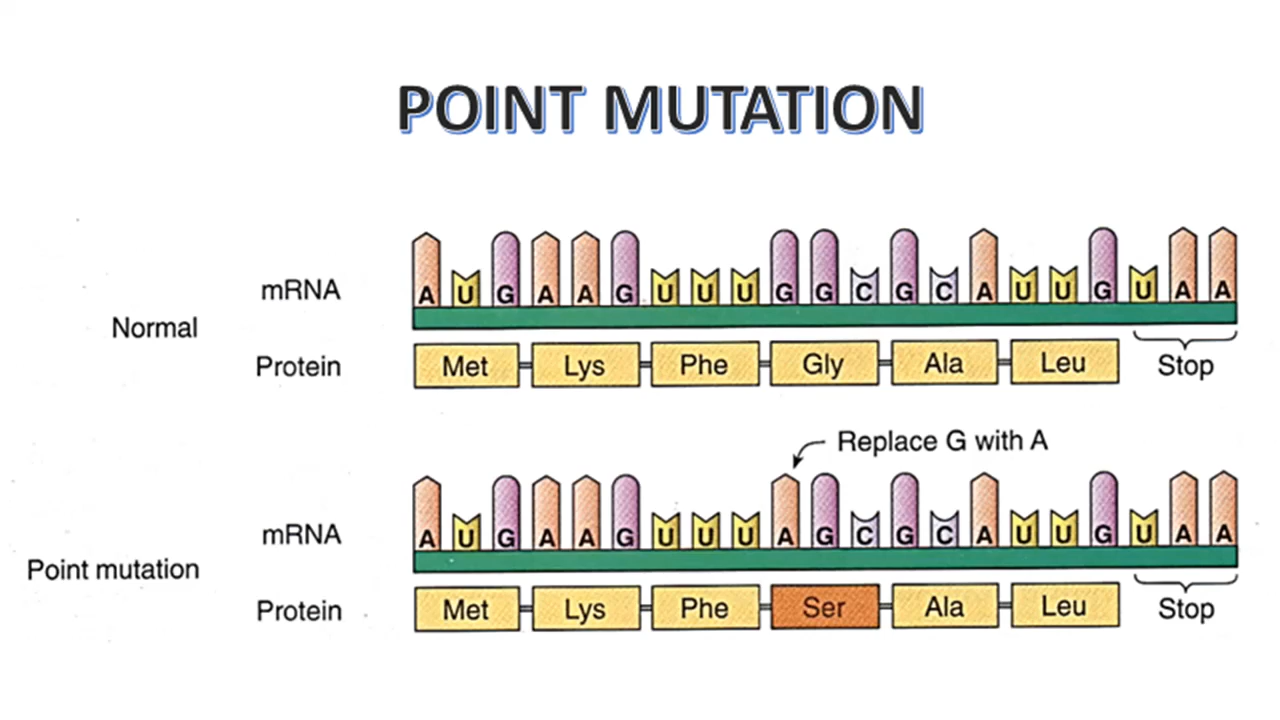 POINT MUTATION
mRNA
A U G A A G U U U G G C G C A U U G U A A
Normal
Protein
Met Lys Phe Gly Ala Leu Stop
Replace G with A
mRNA
A U G A A G U U U A G C G C A U U G U A A
Point mutation
Protein
Met Lys Phe Ser Ala Leu Stop